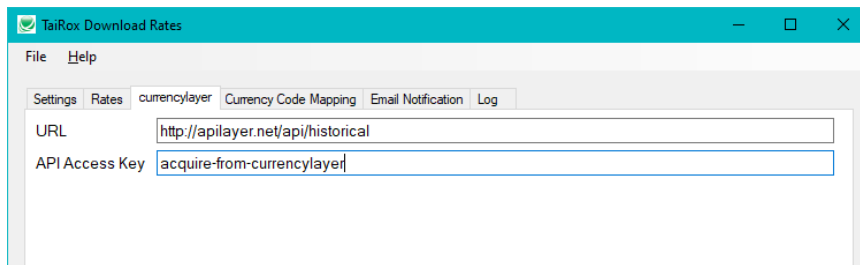 TaiRox Download Rates
File Help
Settings Rates currencylayer Currency Code Mapping Email Notification Log
URL http://apilayer.net/api/historical
API Access Key acquire-from-currencylayer